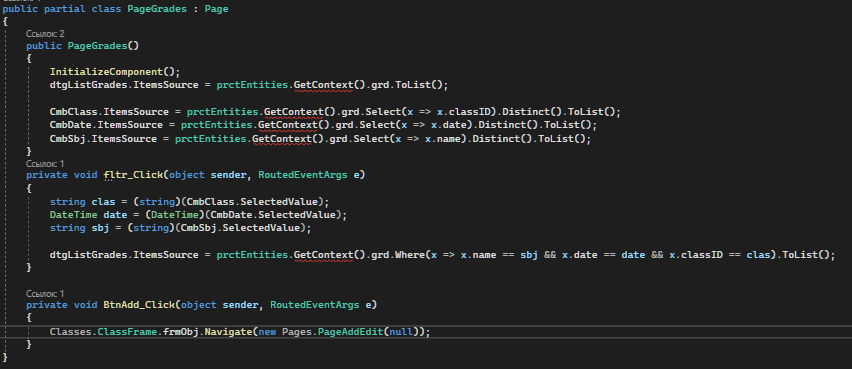 public partial class PageGrades : Page
{
Ссылок: 2
public PageGrades()
{
InitializeComponent();
dtgListGrades.ItemsSource = prctEntities.GetContext().grd.ToList();
CmbClass.ItemsSource = prctEntities.GetContext().grd.Select(x => x.classID).Distinct().ToList();
CmbDate.ItemsSource = prctEntities.GetContext().grd.Select(x => x.date).Distinct().ToList();
CmbSbj.ItemsSource = prctEntities.GetContext().grd.Select(x => x.name).Distinct().ToList();
}
Ссылок: 1
private void fltr_Click(object sender, RoutedEventArgs e)
{
string clas = (string)(CmbClass.SelectedValue);
DateTime date = (DateTime)(CmbDate.SelectedValue);
string sbj = (string)(CmbSbj.SelectedValue);
dtgListGrades.ItemsSource = prctEntities.GetContext().grd.Where(x => x.name == sbj && x.date == date && x.classID == clas).ToList();
}
Ссылок: 1
private void BtnAdd_Click(object sender, RoutedEventArgs e)
{
Classes.ClassFrame.frmObj.Navigate(new Pages.PageAddEdit(null));
}
}